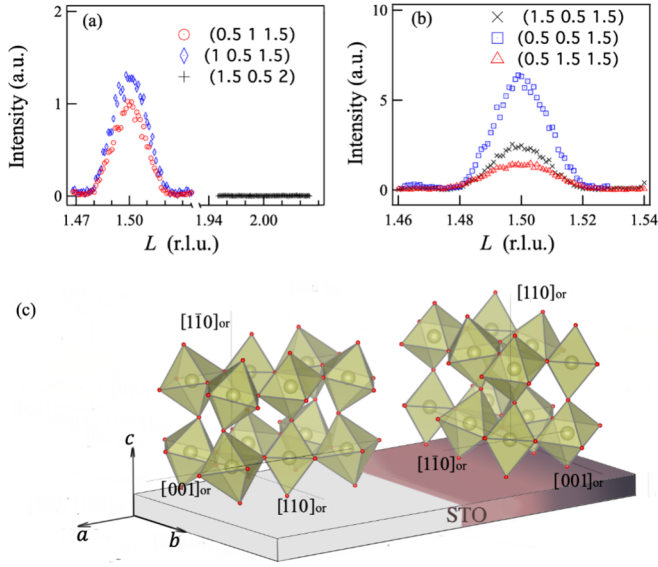 (a)
(0.5 1 1.5)
(1 0.5 1.5)
(1.5 0.5 2)
Intensity (a.u.)
2
1
0
1.47
1.50
1.94
2.00
L (r.l.u.)
(b)
(1.5 0.5 1.5)
(0.5 0.5 1.5)
(0.5 1.5 1.5)
Intensity (a.u.)
10
5
0
1.46
1.48
1.50
1.52
1.54
L (r.l.u.)
(c)
[11̄0]or
[110]or
c
a
b
[001]or
[110]or
[11̄0]or
[001]or
STO